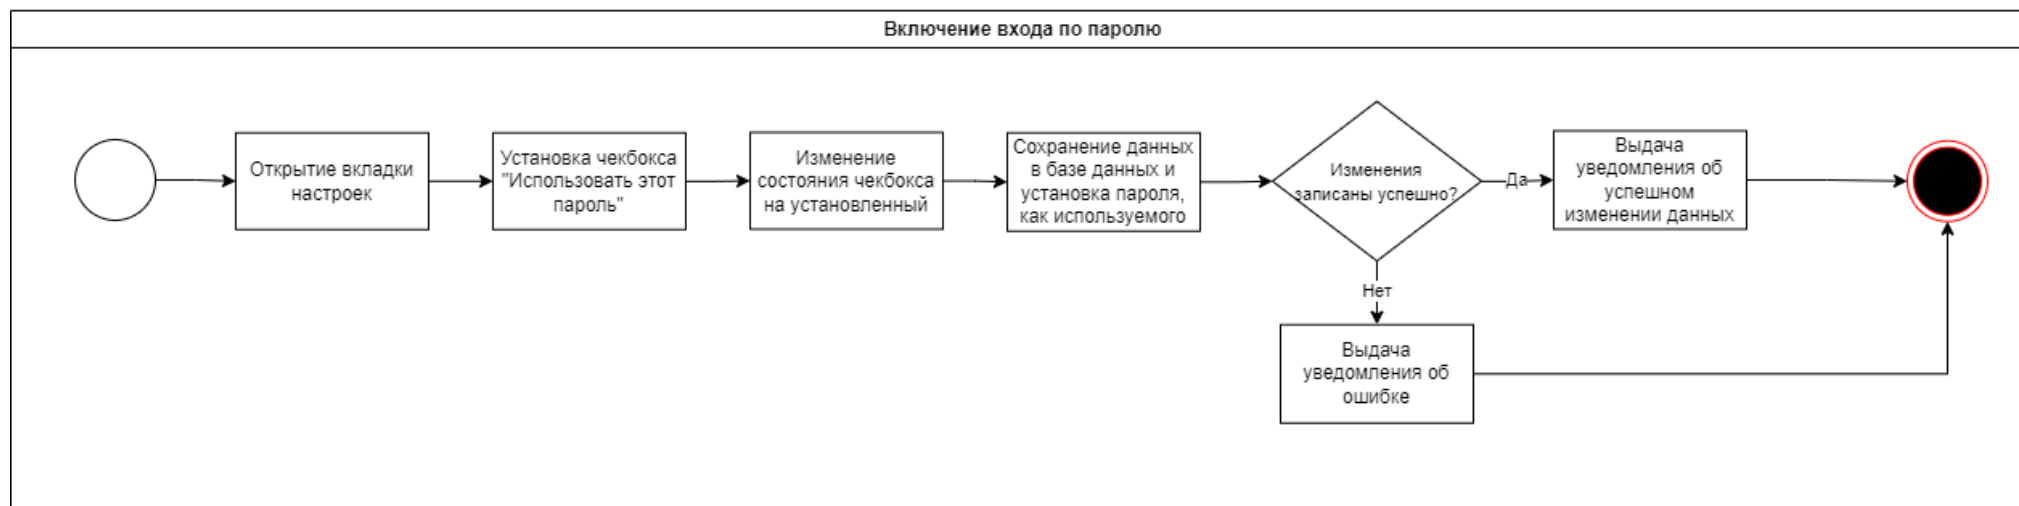 Включение входа по паролю
Открытие вкладки
настроек
Установка чекбокса
"Использовать этот
пароль"
Изменение
состояния чекбокса
на установленный
Сохранение данных
в базе данных и
установка пароля,
как используемого
Изменения
записаны успешно?
Да
Выдача
уведомления об
успешном
изменении данных
Нет
Выдача
уведомления об
ошибке